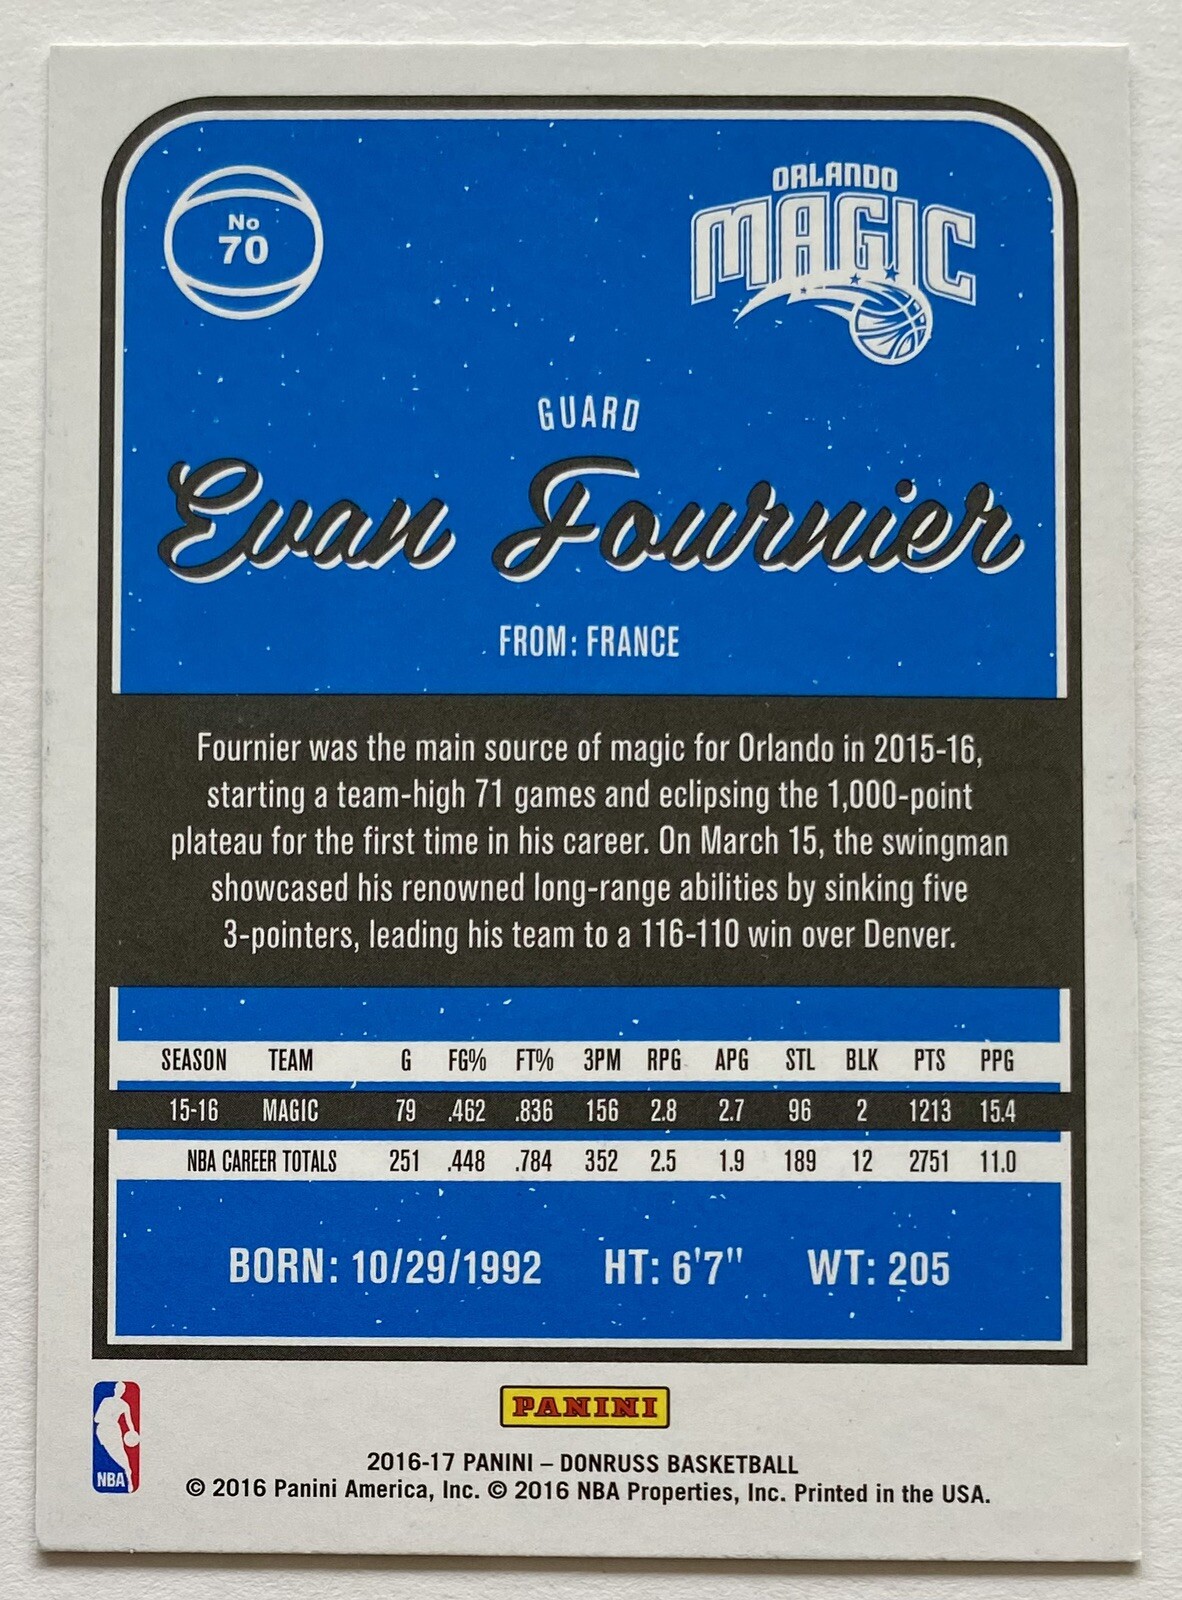 No
70
ORLANDO
MAGIC
GUARD
Evan Fournier
FROM: FRANCE
Fournier was the main source of magic for Orlando in 2015-16,
starting a team-high 71 games and eclipsing the 1,000-point
plateau for the first time in his career. On March 15, the swingman
showcased his renowned long-range abilities by sinking five
3-pointers, leading his team to a 116-110 win over Denver.
SEASON TEAM G FG% FT% 3PM RPG APG STL BLK PTS PPG
15-16 MAGIC 79 .462 .836 156 2.8 2.7 96 2 1213 15.4
NBA CAREER TOTALS 251 .448 .784 352 2.5 1.9 189 12 2751 11.0
BORN: 10/29/1992 HT: 6'7" WT: 205
PANINI
NBA
2016-17 PANINI – DONRUSS BASKETBALL
© 2016 Panini America, Inc. © 2016 NBA Properties, Inc. Printed in the USA.